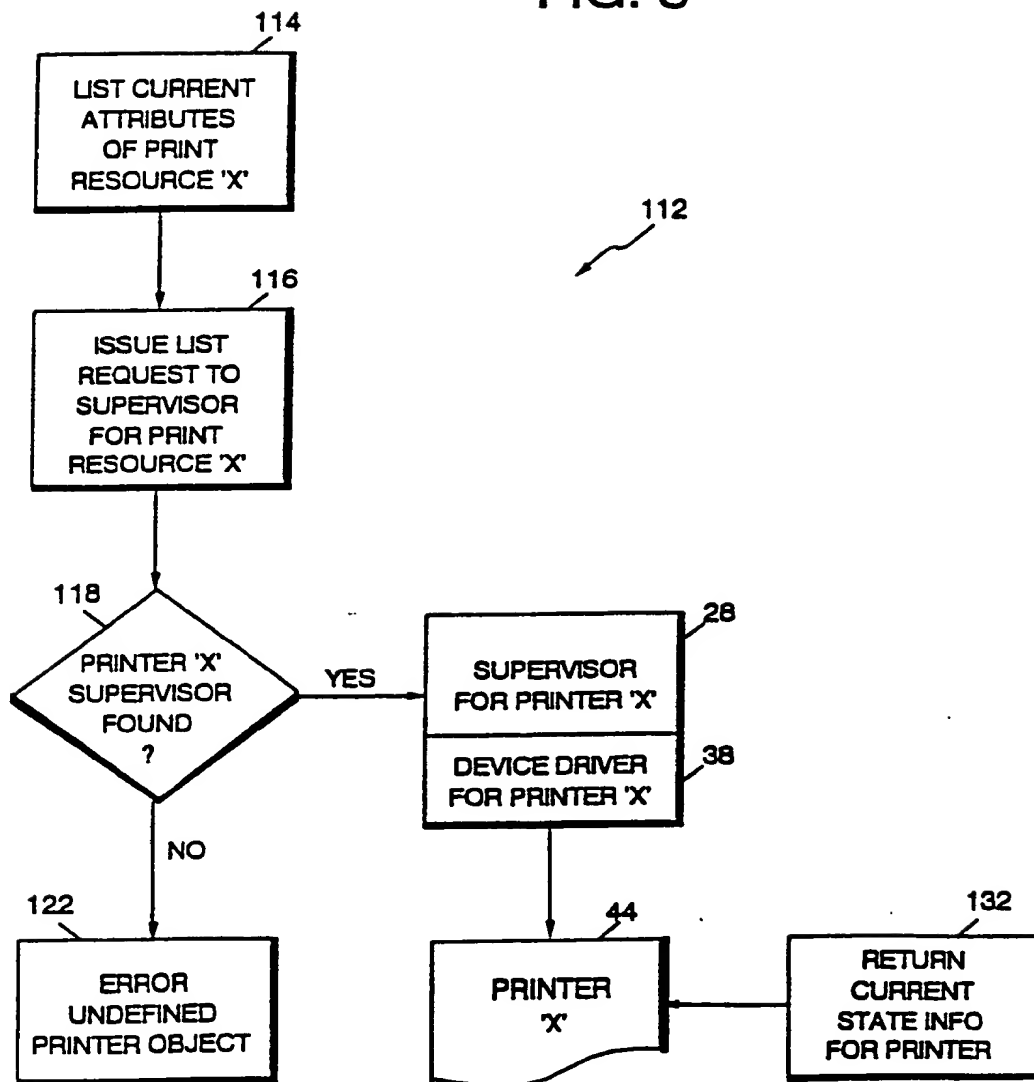 114
LIST CURRENT
ATTRIBUTES
OF PRINT
RESOURCE 'X'
112
116
ISSUE LIST
REQUEST TO
SUPERVISOR
FOR PRINT
RESOURCE 'X'
118
PRINTER 'X'
SUPERVISOR
FOUND
?
YES
28
SUPERVISOR
FOR PRINTER 'X'
38
DEVICE DRIVER
FOR PRINTER 'X'
NO
122
ERROR
UNDEFINED
PRINTER OBJECT
44
PRINTER
'X'
132
RETURN
CURRENT
STATE INFO
FOR PRINTER